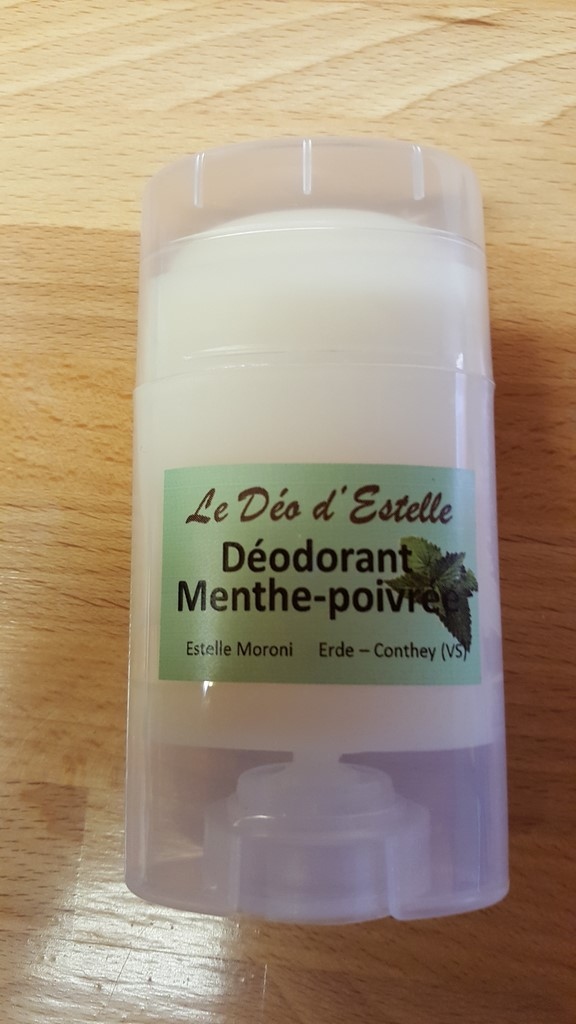 Le Déo d'Estelle
Déodorant
Menthe-poivrée
Estelle Moroni Erde – Conthey (VS)